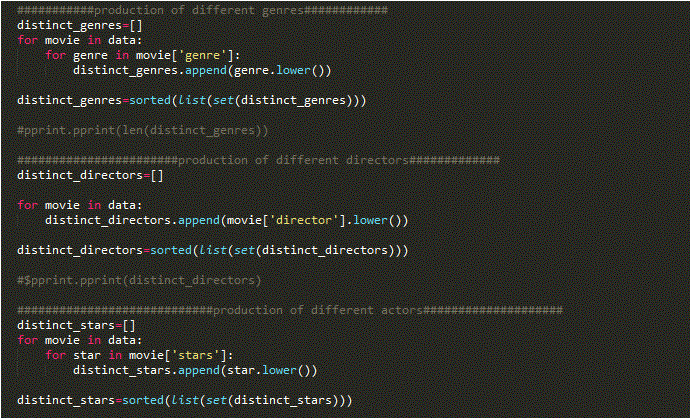 ###########production of different genres############
distinct_genres=[]
for movie in data:
    for genre in movie['genre']:
        distinct_genres.append(genre.lower())
distinct_genres=sorted(list(set(distinct_genres)))
#pprint.pprint(len(distinct_genres))
#######################production of different directors#############
distinct_directors=[]
for movie in data:
    distinct_directors.append(movie['director'].lower())
distinct_directors=sorted(list(set(distinct_directors)))
#$pprint.pprint(distinct_directors)
############################production of different actors####################
distinct_stars=[]
for movie in data:
    for star in movie['stars']:
        distinct_stars.append(star.lower())
distinct_stars=sorted(list(set(distinct_stars)))